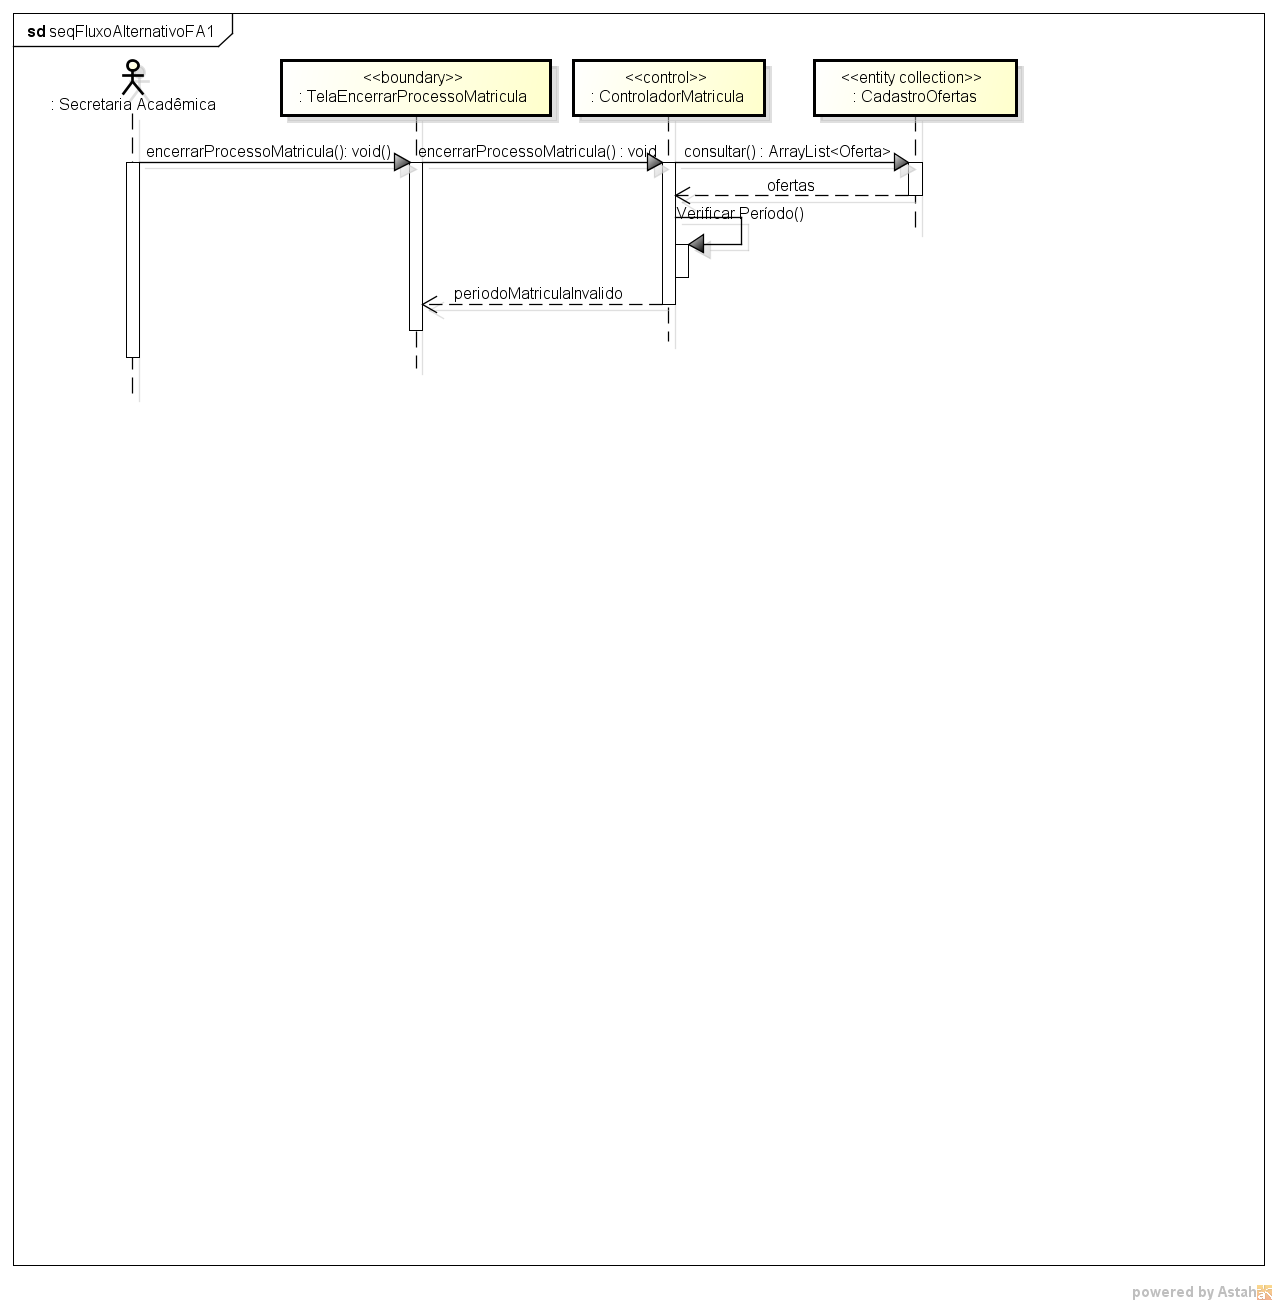 sd seqFluxoAlternativoFA1
: Secretaria Acadêmica
<<boundary>>
: TelaEncerrarProcessoMatricula
<<control>>
: ControladorMatricula
<<entity collection>>
: CadastroOfertas
encerrarProcessoMatricula(): void()
encerrarProcessoMatricula() : void
consultar() : ArrayList<Oferta>
ofertas
Verificar Período()
periodoMatriculaInvalido
powered by Astah